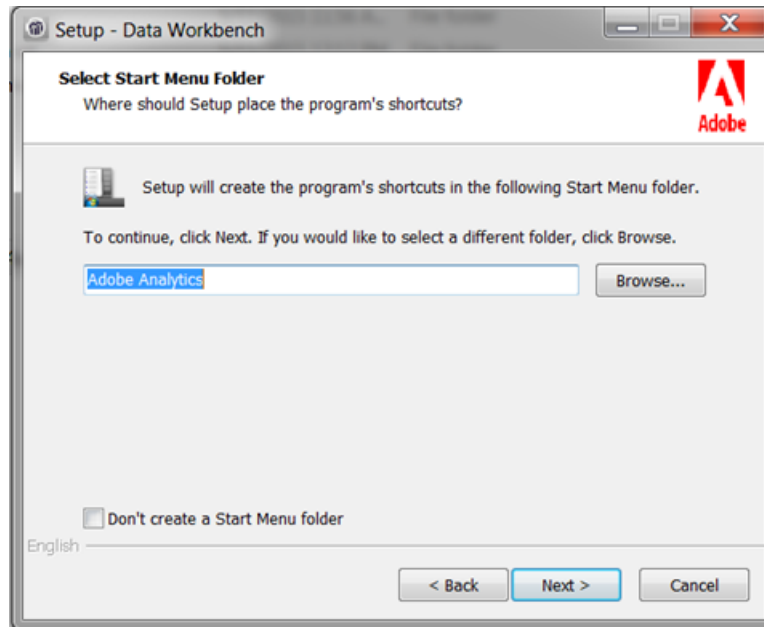 Setup - Data Workbench
Select Start Menu Folder
Where should Setup place the program's shortcuts?
Adobe
Setup will create the program's shortcuts in the following Start Menu folder.
To continue, click Next. If you would like to select a different folder, click Browse.
Adobe Analytics
Browse...
Don't create a Start Menu folder
English
< Back Next > Cancel